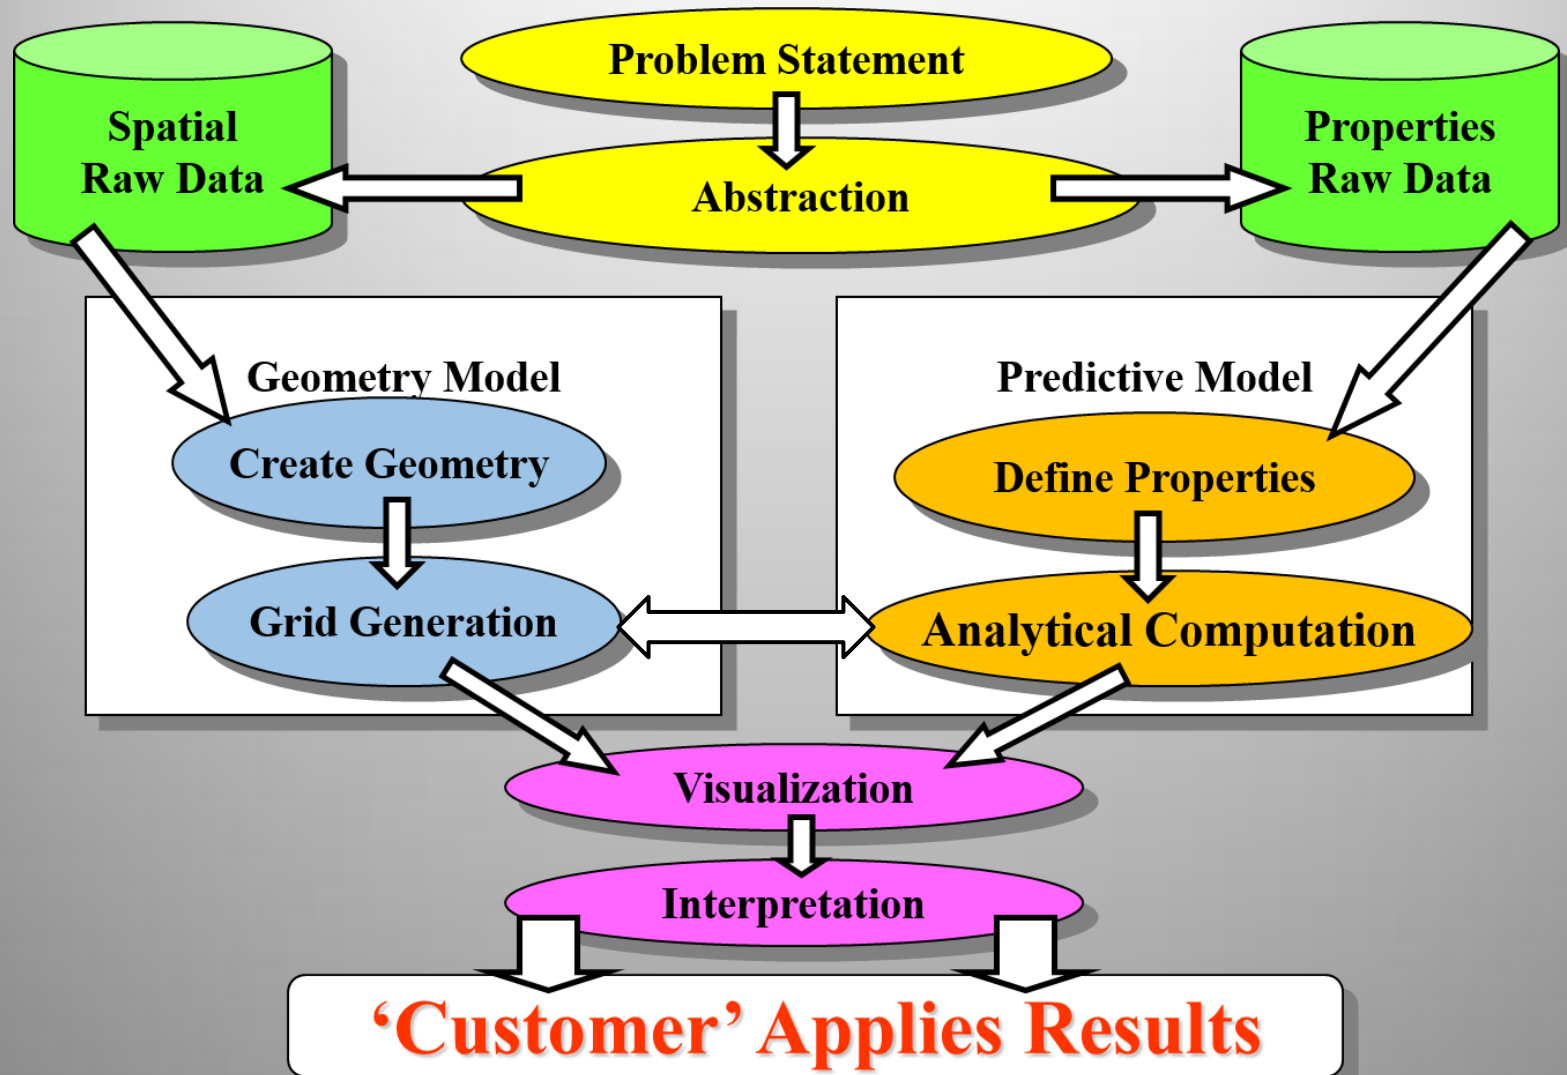 Problem Statement
Spatial
Raw Data
Abstraction
Properties
Raw Data
Geometry Model
Create Geometry
Grid Generation
Predictive Model
Define Properties
Analytical Computation
Visualization
Interpretation
‘Customer’ Applies Results